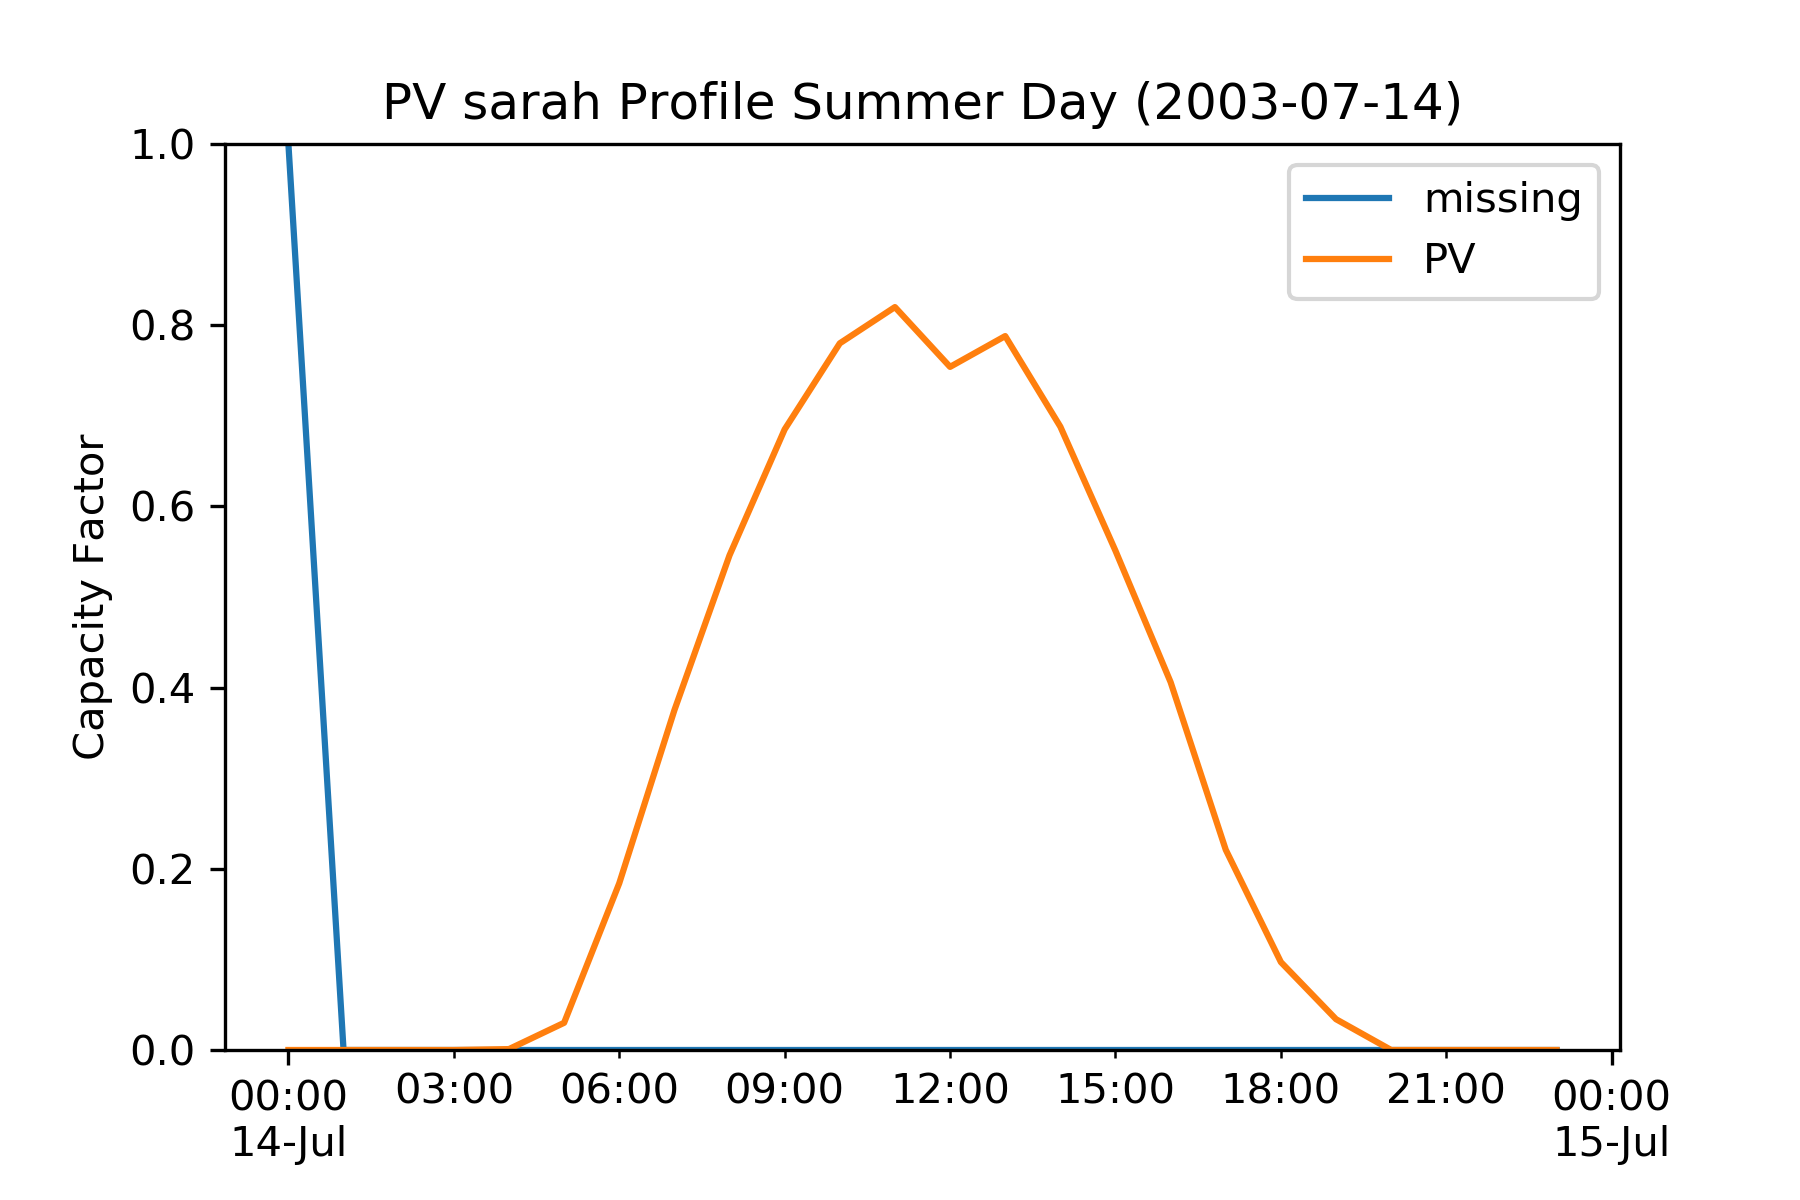 PV sarah Profile Summer Day (2003-07-14)
1.0
0.8
0.6
0.4
0.2
0.0
Capacity Factor
missing
PV
00:00 03:00 06:00 09:00 12:00 15:00 18:00 21:00 00:00
14-Jul 15-Jul